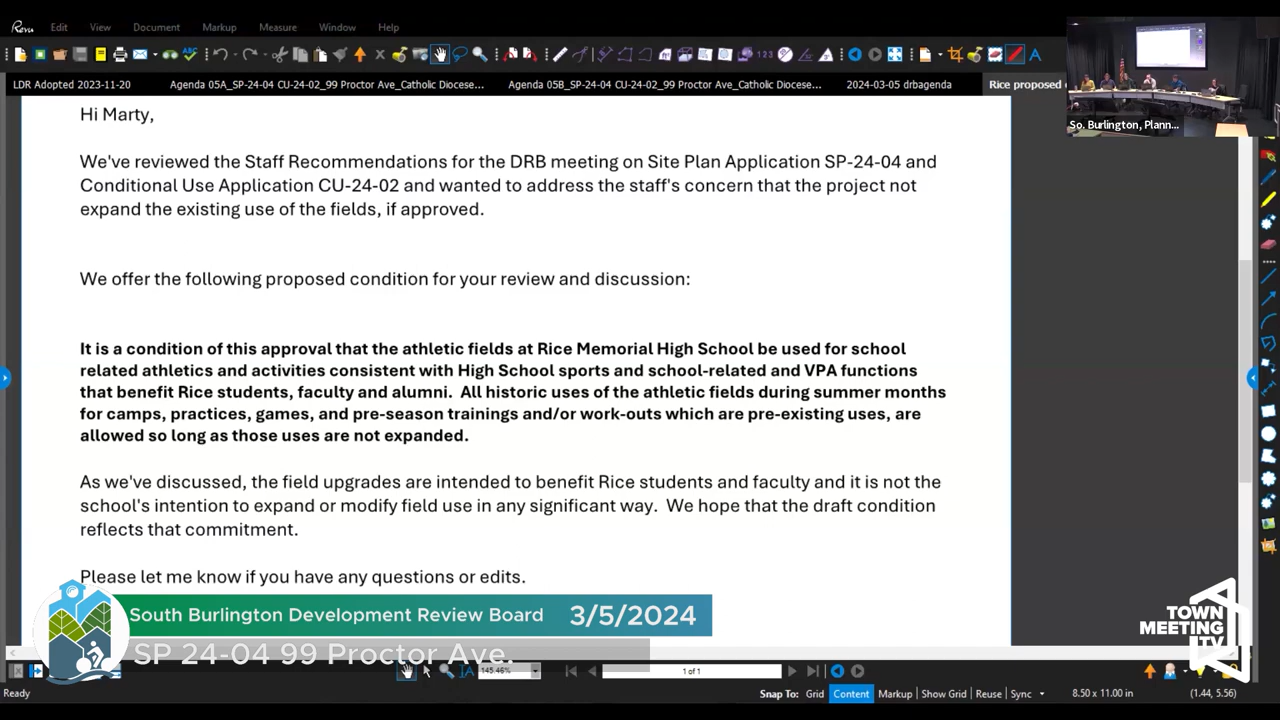 Revu Edit View Document Markup Measure Window Help
LDR Adopted 2023-11-20 Agenda 05A_SP-24-04 CU-24-02_99 Proctor Ave_Catholic Diocese... Agenda 05B_SP-24-04 CU-24-02_99 Proctor Ave_Catholic Diocese... 2024-03-05 drbagenda Rice proposed
So. Burlington, Plann...
Hi Marty,
We've reviewed the Staff Recommendations for the DRB meeting on Site Plan Application SP-24-04 and
Conditional Use Application CU-24-02 and wanted to address the staff's concern that the project not
expand the existing use of the fields, if approved.
We offer the following proposed condition for your review and discussion:
It is a condition of this approval that the athletic fields at Rice Memorial High School be used for school
related athletics and activities consistent with High School sports and school-related and VPA functions
that benefit Rice students, faculty and alumni. All historic uses of the athletic fields during summer months
for camps, practices, games, and pre-season trainings and/or work-outs which are pre-existing uses, are
allowed so long as those uses are not expanded.
As we've discussed, the field upgrades are intended to benefit Rice students and faculty and it is not the
school's intention to expand or modify field use in any significant way. We hope that the draft condition
reflects that commitment.
Please let me know if you have any questions or edits.
South Burlington Development Review Board 3/5/2024
SP 24-04 99 Proctor Ave.
TOWN
MEETING
TV
145.46% 1 of 1
Ready Snap To: Grid Content Markup Show Grid Reuse Sync 8.50 x 11.00 in (1.44, 5.56)